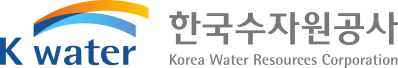 K water
한국수자원공사
Korea Water Resources Corporation